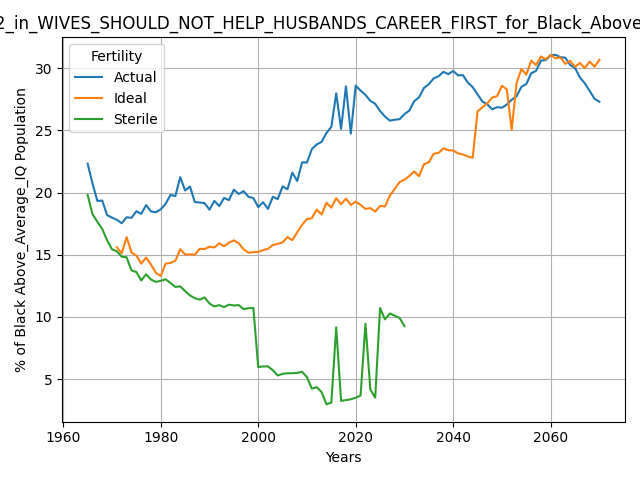 2_in_WIVES_SHOULD_NOT_HELP_HUSBANDS_CAREER_FIRST_for_Black_Above
Fertility
Actual
Ideal
Sterile
% of Black Above_Average_IQ Population
30
25
20
15
10
5
1960
1980
2000
2020
2040
2060
Years